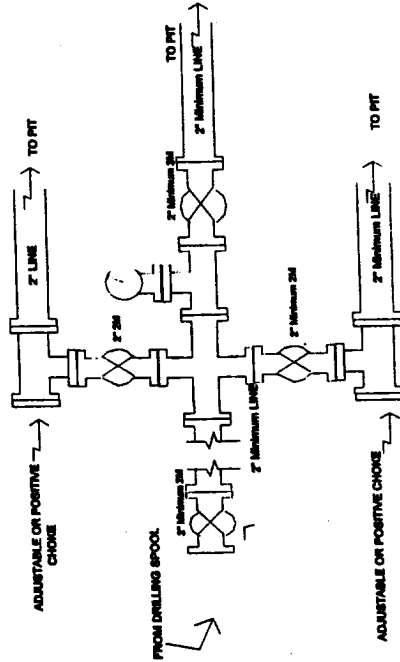 TO PIT
2" LINE
ADJUSTABLE OR POSITIVE
CHOKE
2" 2M
TO PIT
2" Minimum LINE
2" Minimum 2M
2" Minimum 2M
2" Minimum LINE
FROM DRILLING SPOOL
2" Minimum 2M
TO PIT
2" Minimum LINE
ADJUSTABLE OR POSITIVE
CHOKE